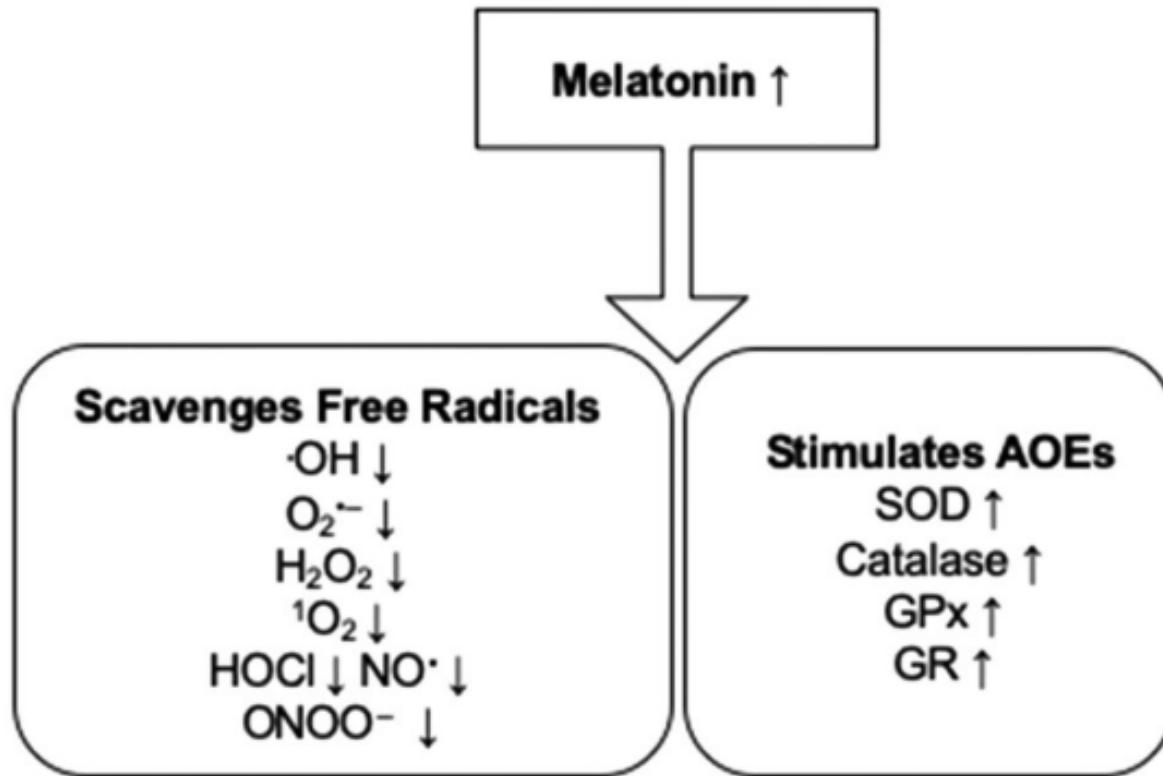 Melatonin ↑
Scavenges Free Radicals
·OH ↓
O₂•– ↓
H₂O₂ ↓
¹O₂ ↓
HOCl ↓ NO• ↓
ONOO– ↓
Stimulates AOEs
SOD ↑
Catalase ↑
GPx ↑
GR ↑